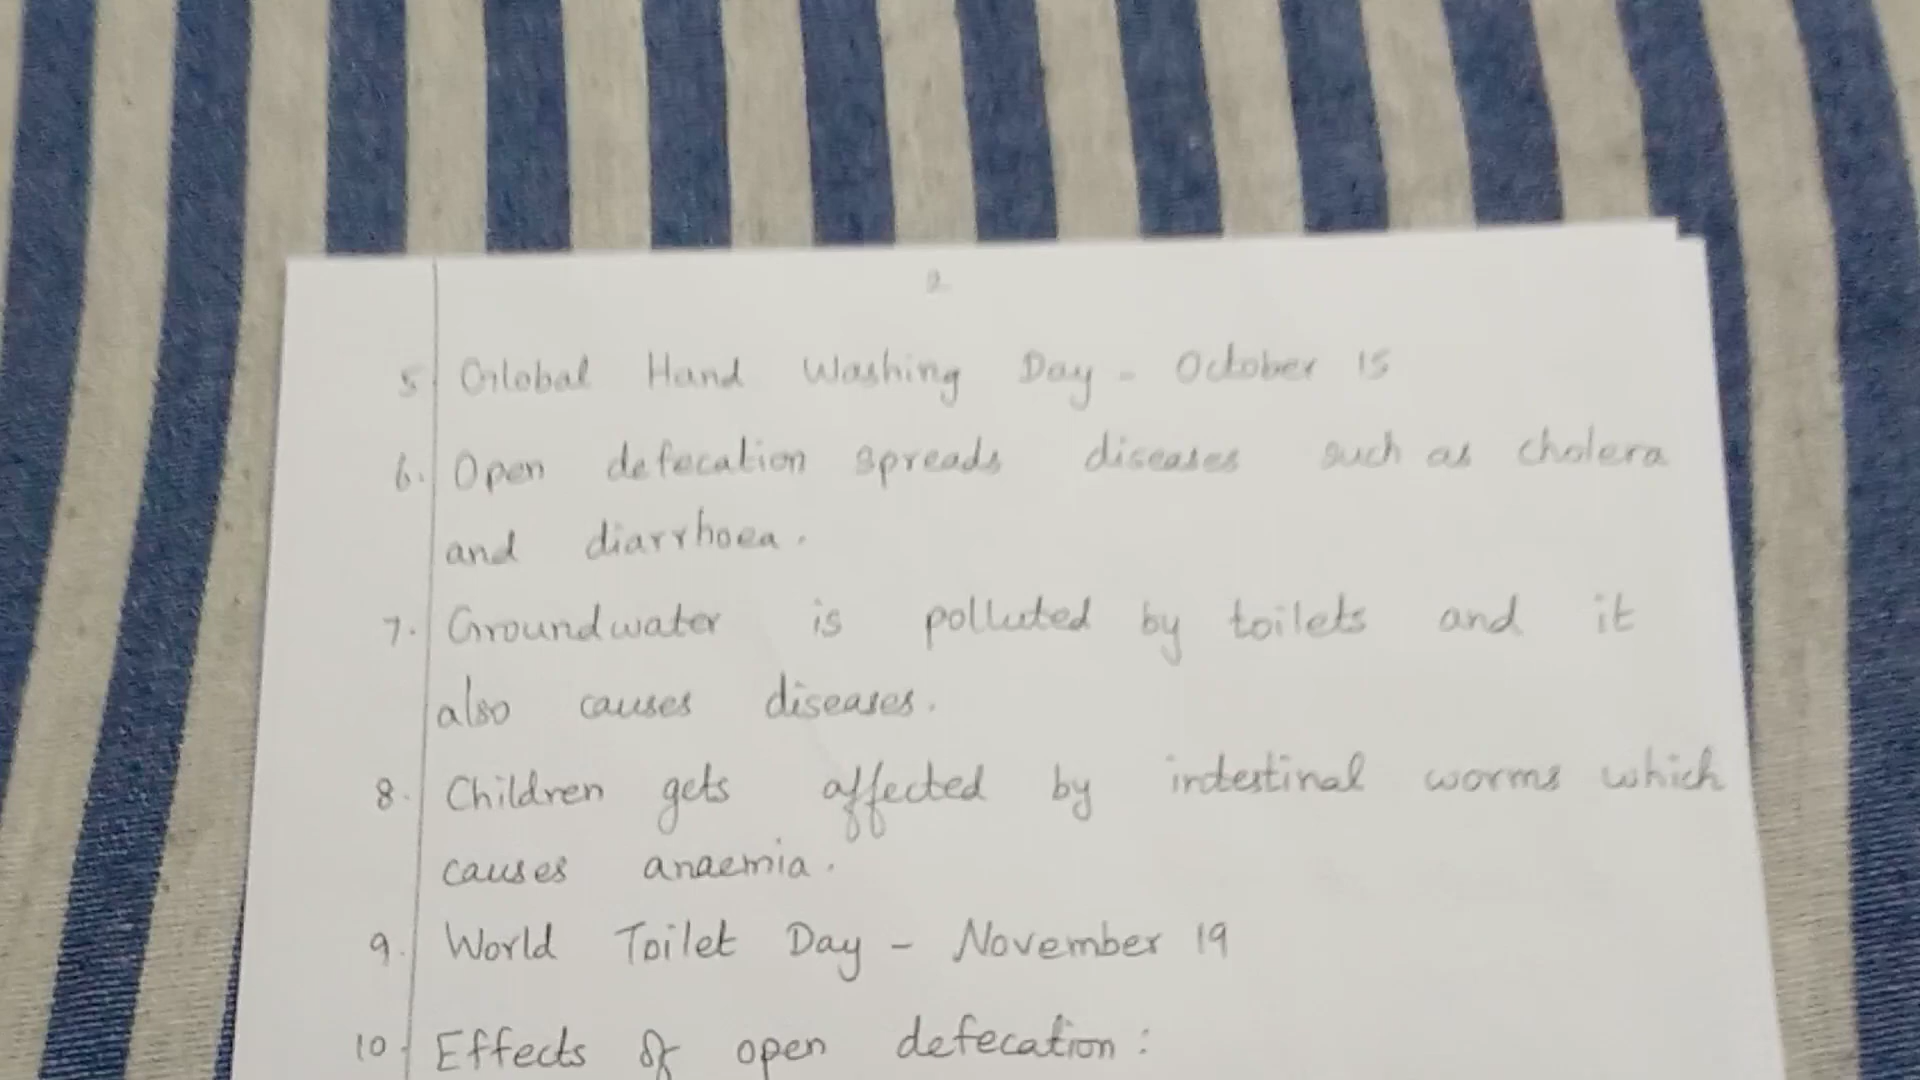 2
5 Global Hand Washing Day - October 15
6. Open defecation spreads diseases such as cholera
and diarrhoea.
7. Groundwater is polluted by toilets and it
also causes diseases.
8. Children gets affected by intestinal worms which
causes anaemia.
9. World Toilet Day - November 19
10. Effects of open defecation: